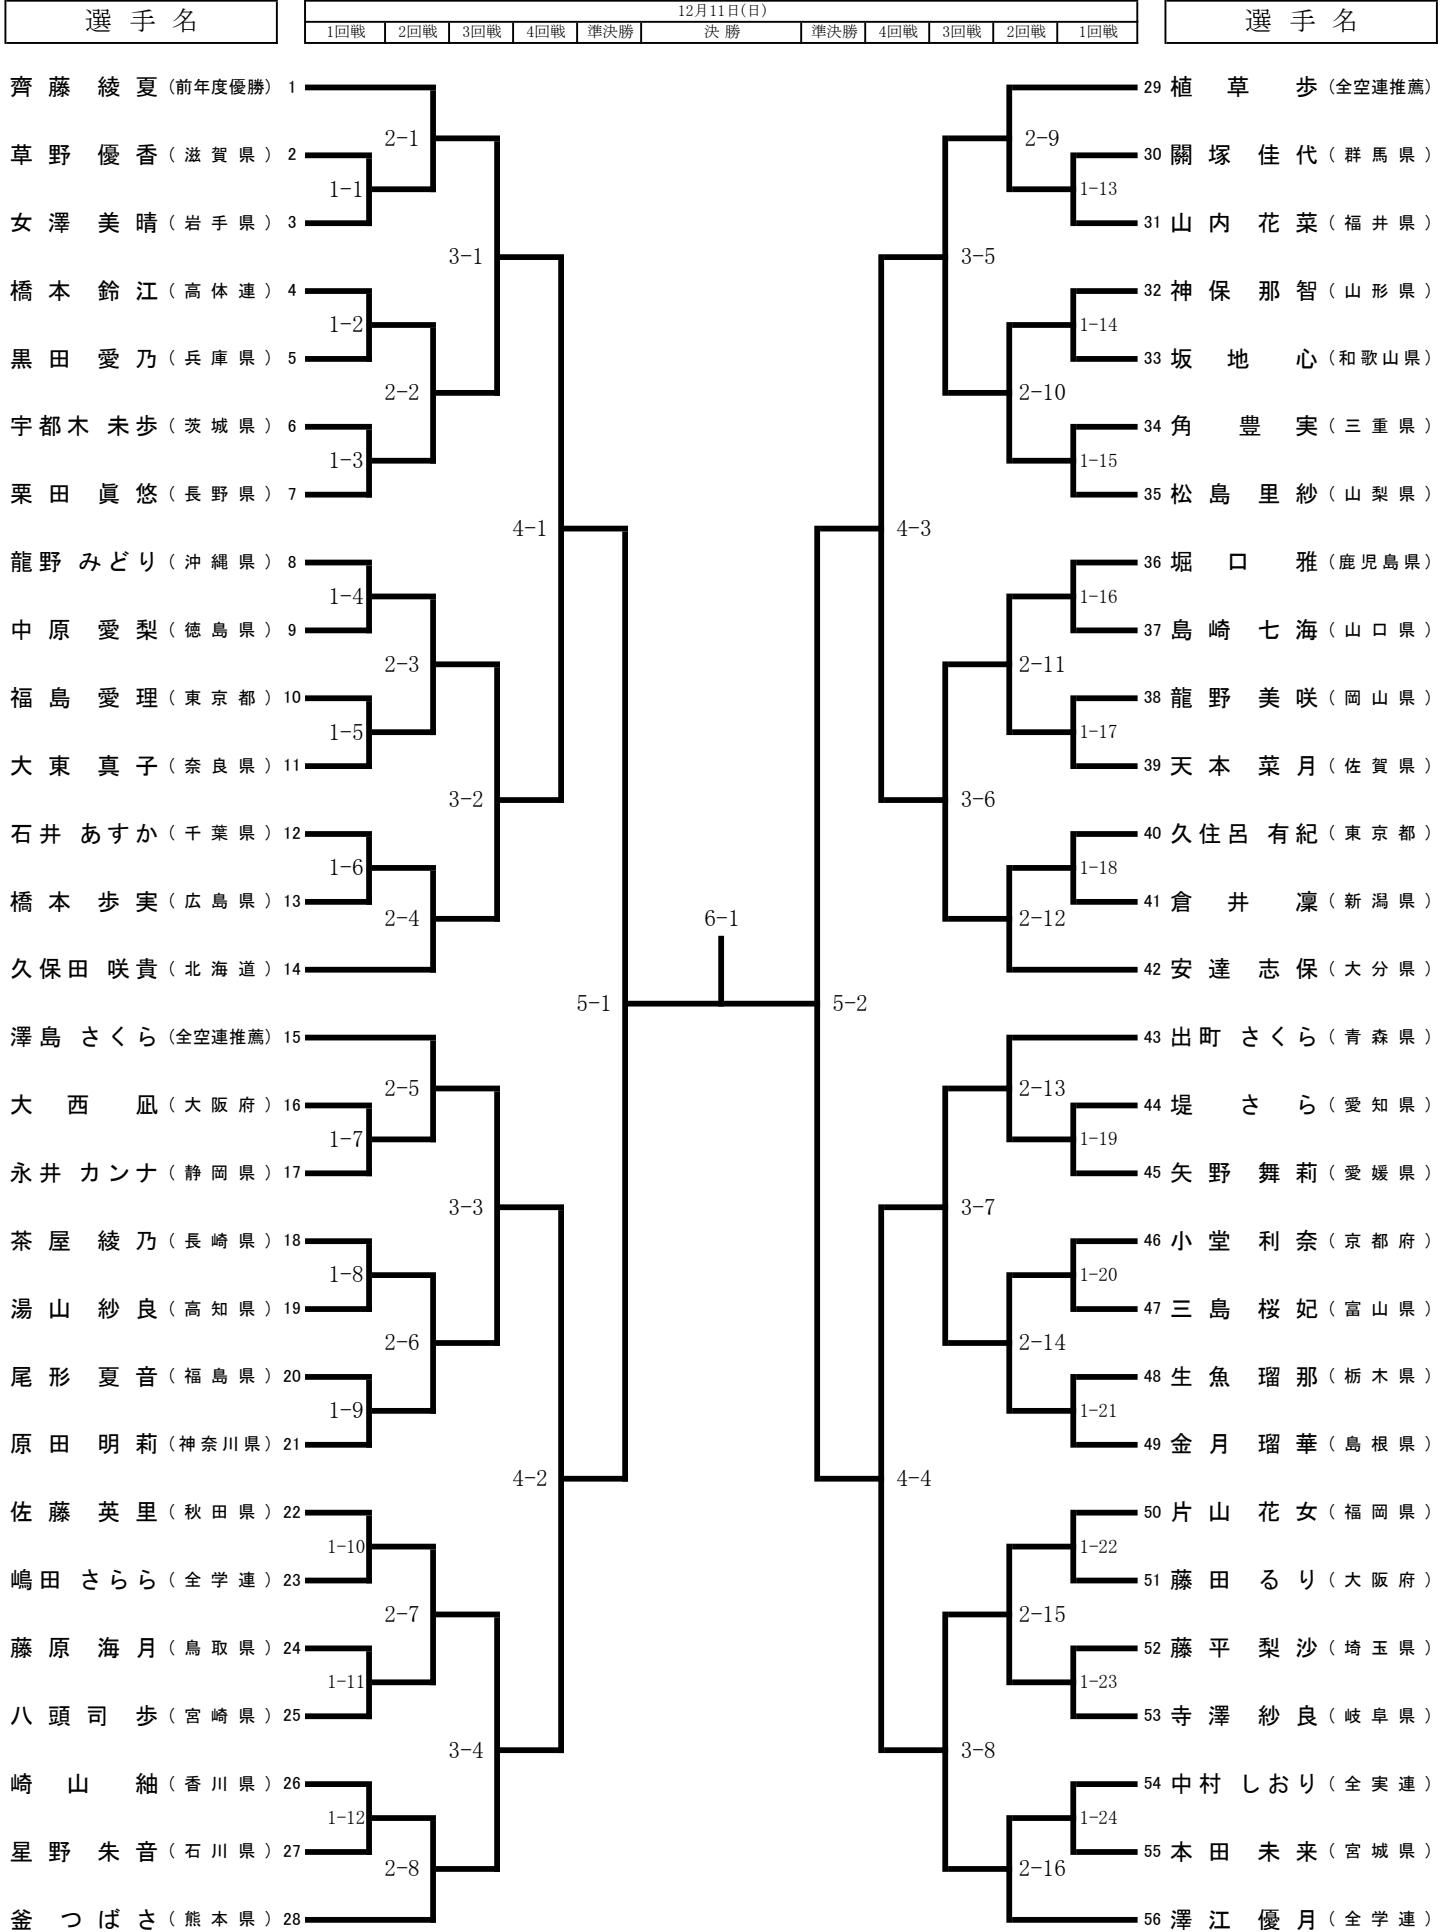 選手名
12月11日(日)
選手名
1回戦 2回戦 3回戦 4回戦 準決勝 決勝 準決勝 4回戦 3回戦 2回戦 1回戦
齊藤 綾夏 (前年度優勝) 1
29 植草 歩 (全空連推薦)
2-1
2-9
草野 優香 (滋賀県) 2
30 關塚 佳代 (群馬県)
1-1
1-13
女澤 美晴 (岩手県) 3
31 山内 花菜 (福井県)
3-1
3-5
橋本 鈴江 (高体連) 4
32 神保 那智 (山形県)
1-2
1-14
黒田 愛乃 (兵庫県) 5
33 坂地 心 (和歌山県)
2-2
2-10
宇都木 未歩 (茨城県) 6
34 角 豊実 (三重県)
1-3
1-15
栗田 眞悠 (長野県) 7
35 松島 里紗 (山梨県)
4-1
4-3
龍野 みどり (沖縄県) 8
36 堀口 雅 (鹿児島県)
1-4
1-16
中原 愛梨 (徳島県) 9
37 島崎 七海 (山口県)
2-3
2-11
福島 愛理 (東京都) 10
38 龍野 美咲 (岡山県)
1-5
1-17
大東 真子 (奈良県) 11
39 天本 菜月 (佐賀県)
3-2
3-6
石井 あすか (千葉県) 12
40 久住呂 有紀 (東京都)
1-6
1-18
橋本 歩実 (広島県) 13
41 倉井 凜 (新潟県)
2-4
6-1
2-12
久保田 咲貴 (北海道) 14
42 安達 志保 (大分県)
5-1
5-2
澤島 さくら (全空連推薦) 15
43 出町 さくら (青森県)
2-5
2-13
大西 凪 (大阪府) 16
44 堤 さら (愛知県)
1-7
1-19
永井 カンナ (静岡県) 17
45 矢野 舞莉 (愛媛県)
3-3
3-7
茶屋 綾乃 (長崎県) 18
46 小堂 利奈 (京都府)
1-8
1-20
湯山 紗良 (高知県) 19
47 三島 桜妃 (富山県)
2-6
2-14
尾形 夏音 (福島県) 20
48 生魚 瑠那 (栃木県)
1-9
1-21
原田 明莉 (神奈川県) 21
49 金月 瑠華 (島根県)
4-2
4-4
佐藤 英里 (秋田県) 22
50 片山 花女 (福岡県)
1-10
1-22
嶋田 さらら (全学連) 23
51 藤田 るり (大阪府)
2-7
2-15
藤原 海月 (鳥取県) 24
52 藤平 梨沙 (埼玉県)
1-11
1-23
八頭司 歩 (宮崎県) 25
53 寺澤 紗良 (岐阜県)
3-4
3-8
崎山 紬 (香川県) 26
54 中村 しおり (全実連)
1-12
1-24
星野 朱音 (石川県) 27
55 本田 未来 (宮城県)
2-8
2-16
釜 つばさ (熊本県) 28
56 澤江 優月 (全学連)